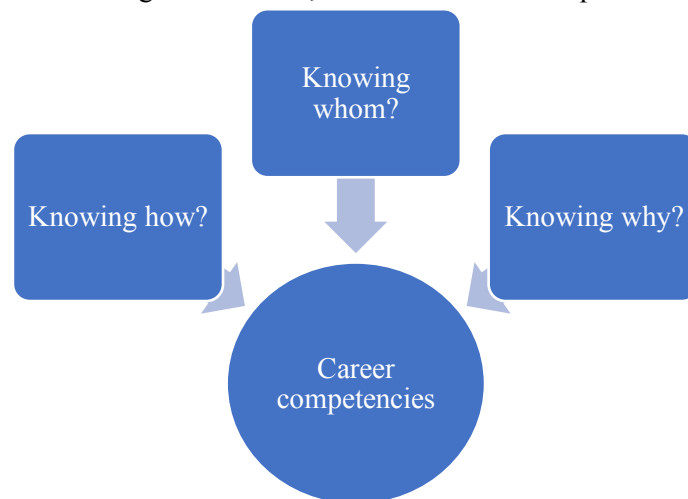 Knowing
whom?
Knowing how?
Knowing why?
Career
competencies